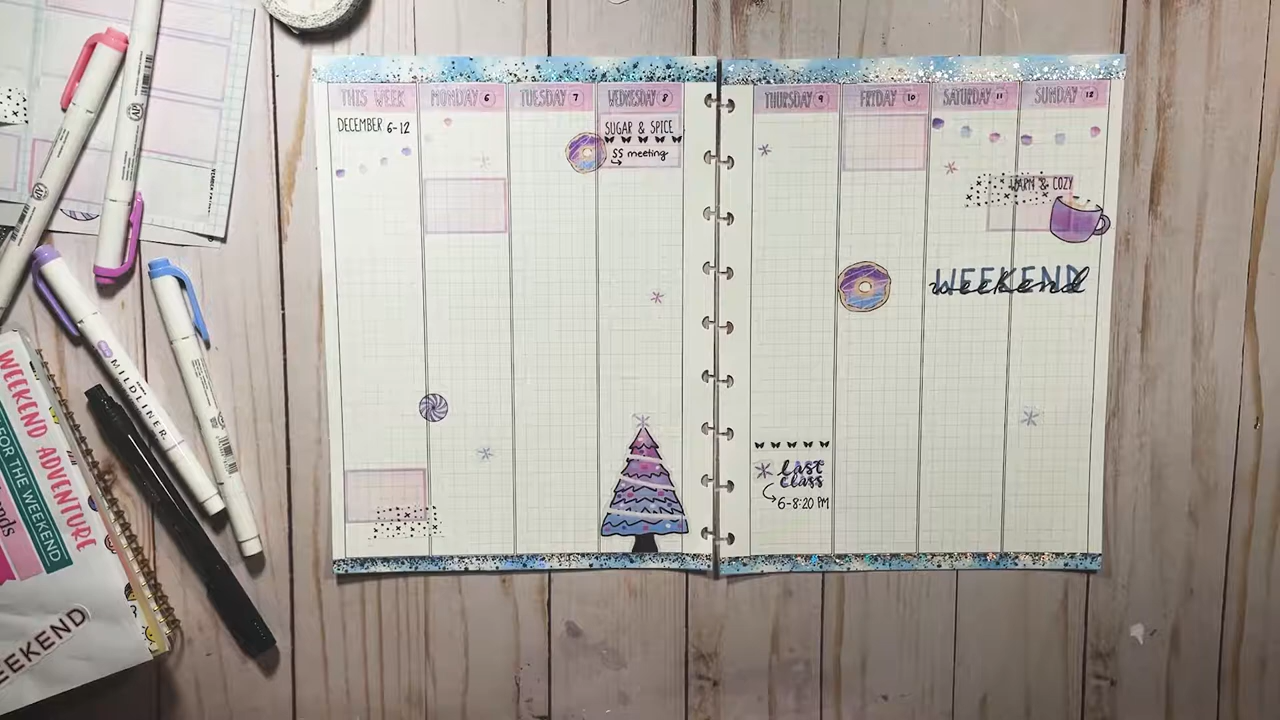 THIS WEEK
MONDAY 6
TUESDAY 7
WEDNESDAY 8
THURSDAY 9
FRIDAY 10
SATURDAY 11
SUNDAY 12
DECEMBER 6-12
SUGAR & SPICE
SS meeting
WARM & COZY
WEEKEND
weekend
LAST
CLASS
6-8:20 PM
MILDLINER
WEEKEND ADVENTURE
FOR THE WEEKEND
EEKEND